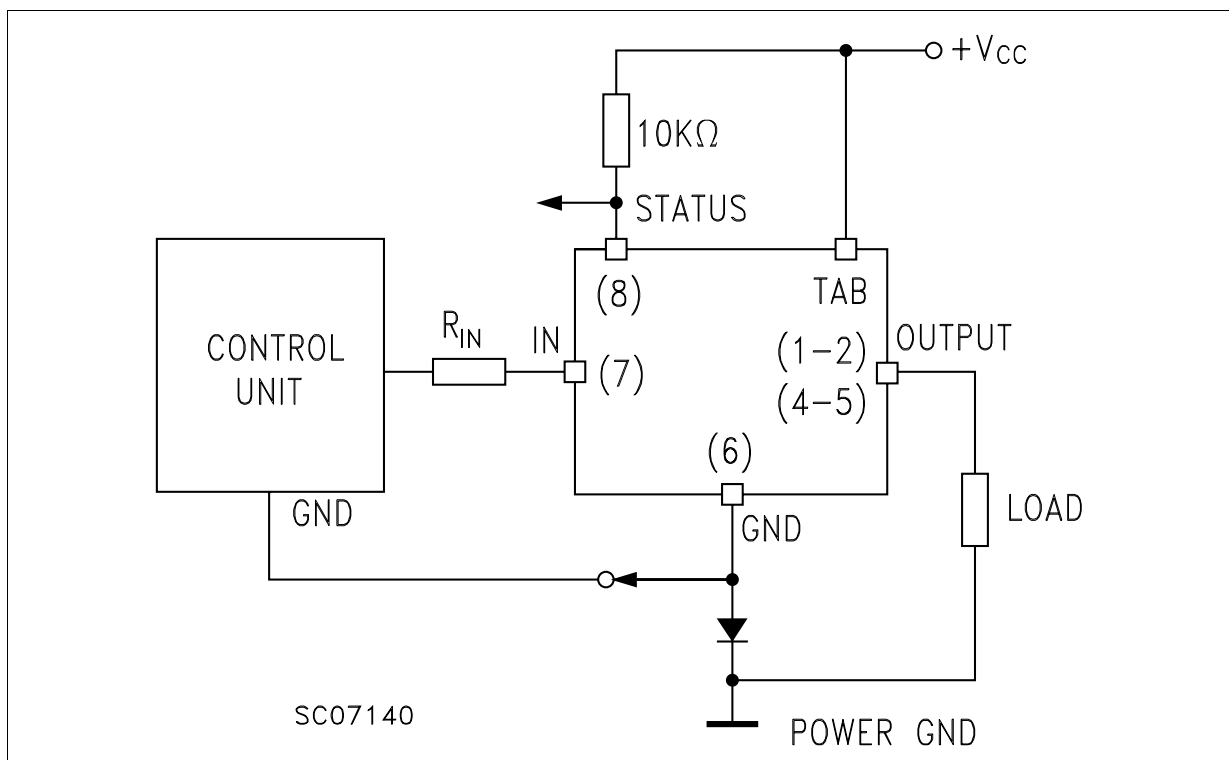 +VCC
10KΩ
STATUS
(8)
TAB
RIN
IN
(7)
(1-2)
OUTPUT
(4-5)
CONTROL
UNIT
(6)
GND
GND
LOAD
SC07140
POWER GND